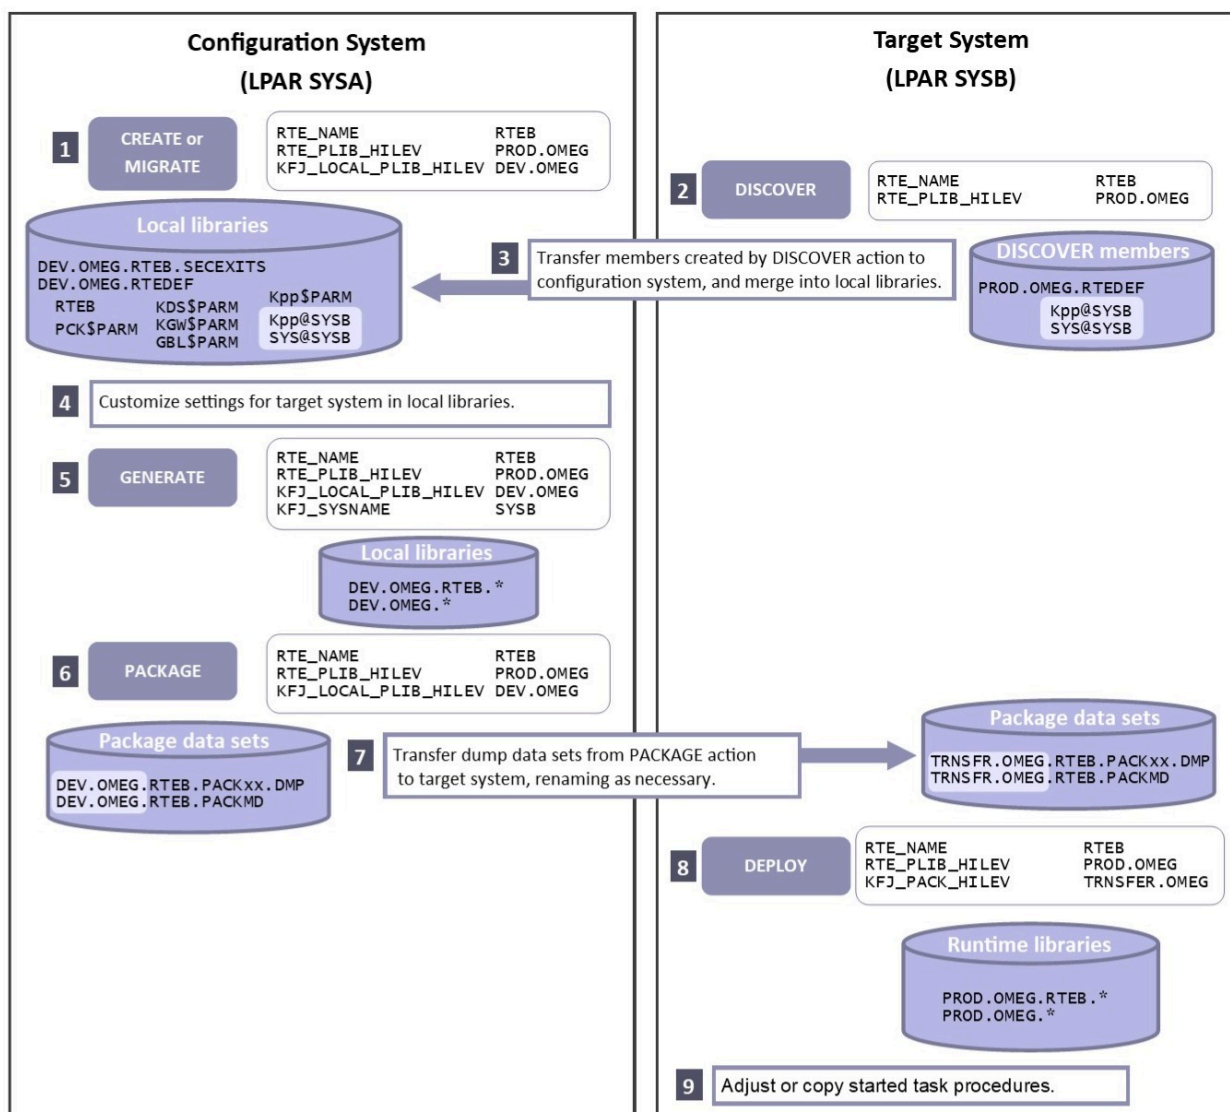 Configuration System
(LPAR SYSA)
1
CREATE or
MIGRATE
RTE_NAME RTEB
RTE_PLIB_HILEV PROD.OMEG
KFJ_LOCAL_PLIB_HILEV DEV.OMEG
Local libraries
DEV.OMEG.RTEB.SECEXITS
DEV.OMEG.RTEDEF
RTEB
PCK$PARM
KDS$PARM
KGW$PARM
GBL$PARM
Kpp$PARM
Kpp@SYSB
SYS@SYSB
Target System
(LPAR SYSB)
2
DISCOVER
RTE_NAME RTEB
RTE_PLIB_HILEV PROD.OMEG
DISCOVER members
PROD.OMEG.RTEDEF
Kpp@SYSB
SYS@SYSB
3
Transfer members created by DISCOVER action to
configuration system, and merge into local libraries.
4
Customize settings for target system in local libraries.
5
GENERATE
RTE_NAME RTEB
RTE_PLIB_HILEV PROD.OMEG
KFJ_LOCAL_PLIB_HILEV DEV.OMEG
KFJ_SYSNAME SYSB
Local libraries
DEV.OMEG.RTEB.*
DEV.OMEG.*
6
PACKAGE
RTE_NAME RTEB
RTE_PLIB_HILEV PROD.OMEG
KFJ_LOCAL_PLIB_HILEV DEV.OMEG
Package data sets
DEV.OMEG.RTEB.PACKxx.DMP
DEV.OMEG.RTEB.PACKMD
7
Transfer dump data sets from PACKAGE action
to target system, renaming as necessary.
Package data sets
TRNSFR.OMEG.RTEB.PACKxx.DMP
TRNSFR.OMEG.RTEB.PACKMD
8
DEPLOY
RTE_NAME RTEB
RTE_PLIB_HILEV PROD.OMEG
KFJ_PACK_HILEV TRNSFER.OMEG
Runtime libraries
PROD.OMEG.RTEB.*
PROD.OMEG.*
9
Adjust or copy started task procedures.